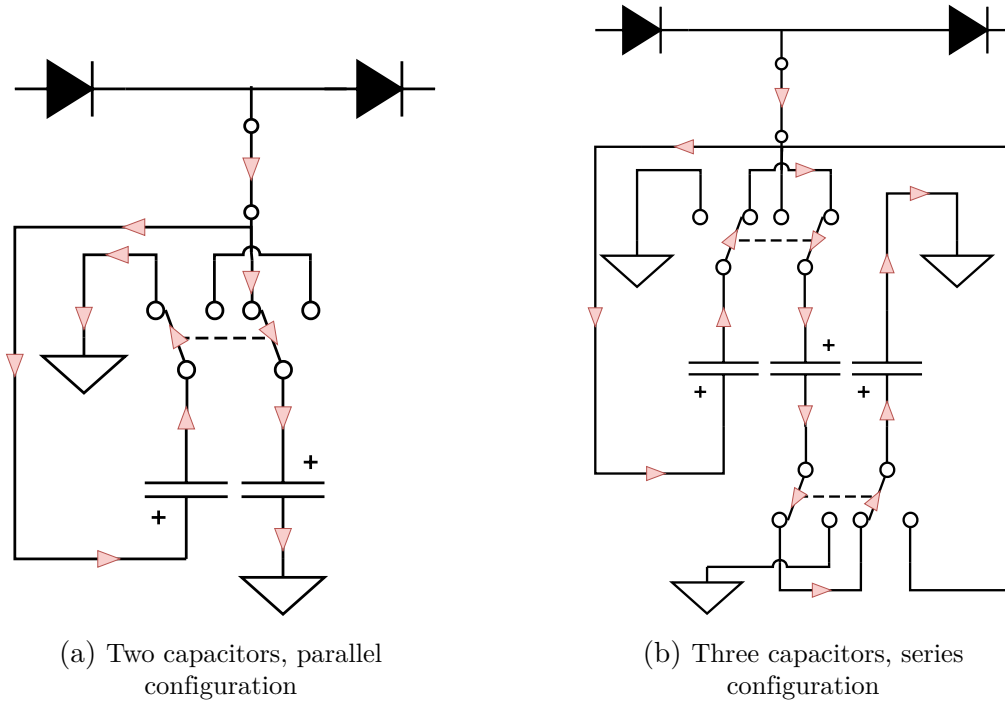 +
+
+
+
+
(a) Two capacitors, parallel
configuration
(b) Three capacitors, series
configuration